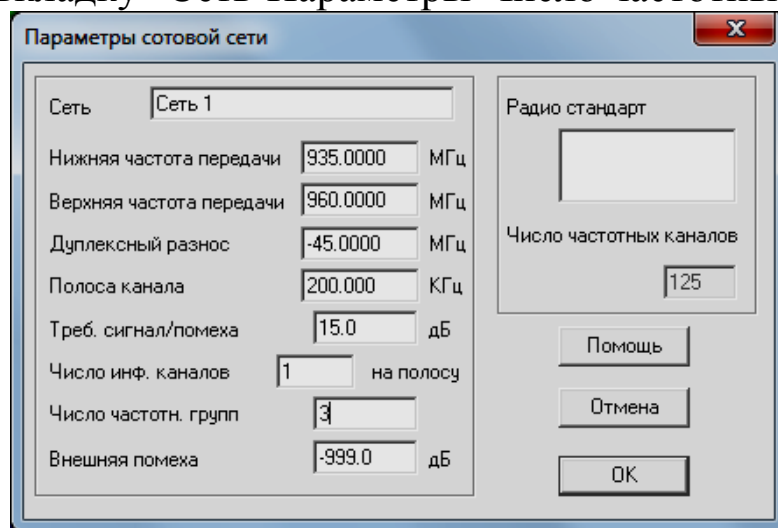 Сеть Параметры Число
Параметры сотовой сети
Сеть Сеть 1
Нижняя частота передачи 935.0000 МГц
Верхняя частота передачи 960.0000 МГц
Дуплексный разнос -45.0000 МГц
Полоса канала 200.000 КГц
Треб. сигнал/помеха 15.0 дБ
Число инф. каналов 1 на полосу
Число частотн. групп 3
Внешняя помеха -999.0 дБ
Радио стандарт
Число частотных каналов
125
Помощь
Отмена
OK